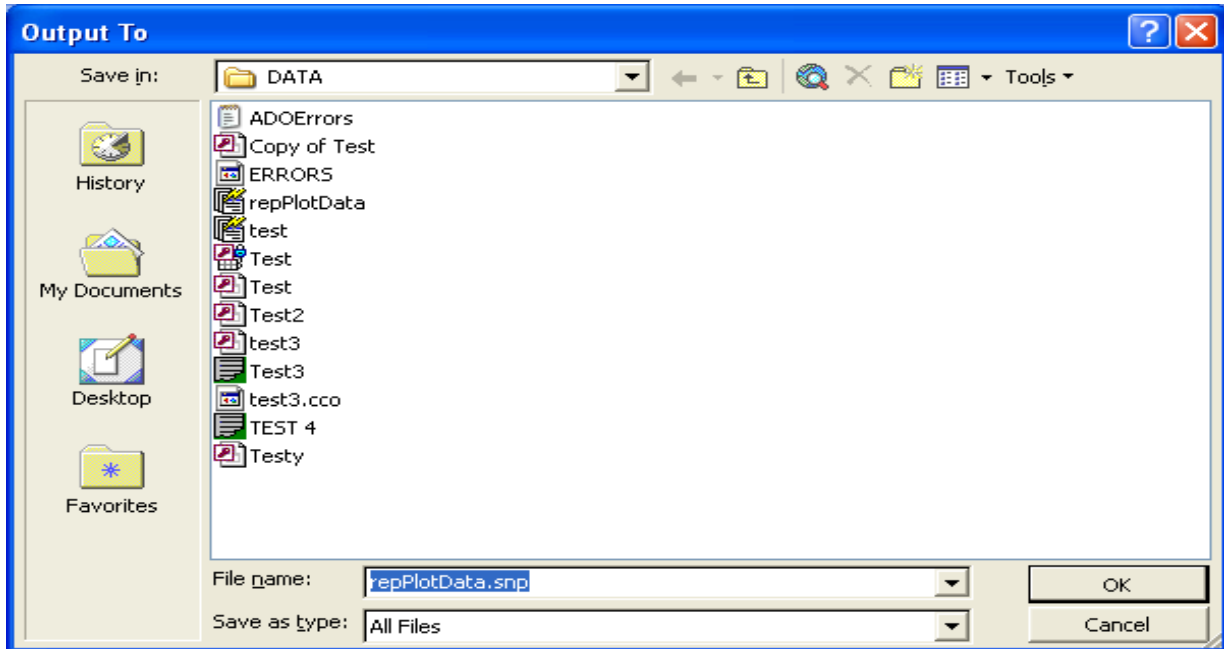 Output To
Save in: DATA Tools
ADOErrors
Copy of Test
ERRORS
repPlotData
test
Test
Test
Test2
test3
Test3
test3.cco
TEST 4
Testy
History
My Documents
Desktop
Favorites
File name: repPlotData.snp OK
Save as type: All Files Cancel